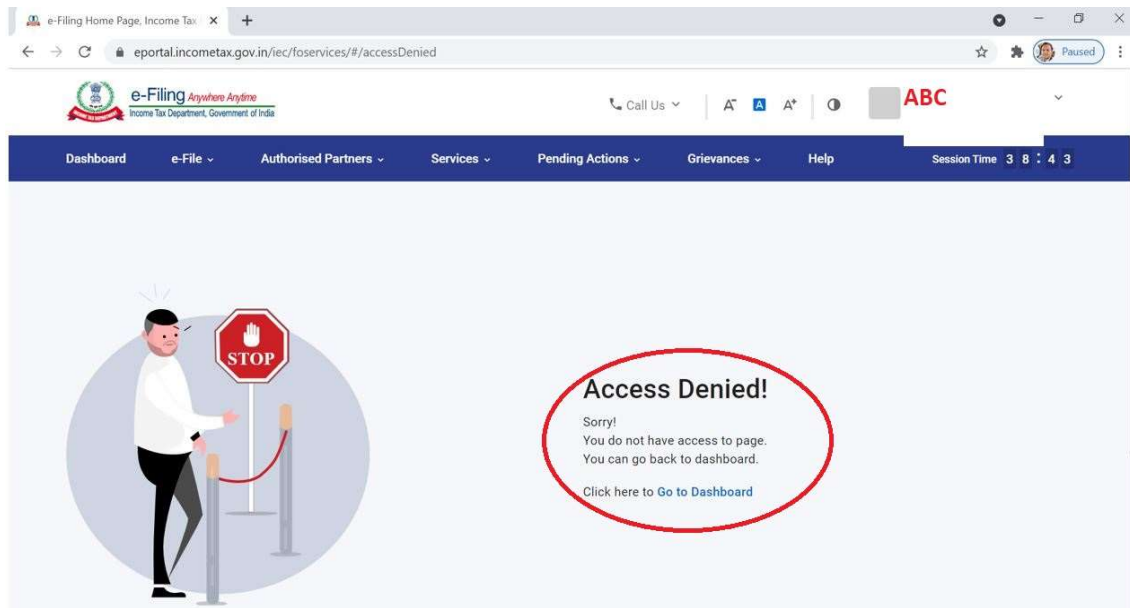 e-Filing Home Page, Income Tax
eportal.incometax.gov.in/iec/foservices/#/accessDenied
Paused
e-Filing Anywhere Anytime
Income Tax Department, Government of India
Call Us
A- A A+
ABC
Dashboard e-File Authorised Partners Services Pending Actions Grievances Help Session Time 3 8 : 4 3
STOP
Access Denied!
Sorry!
You do not have access to page.
You can go back to dashboard.
Click here to Go to Dashboard